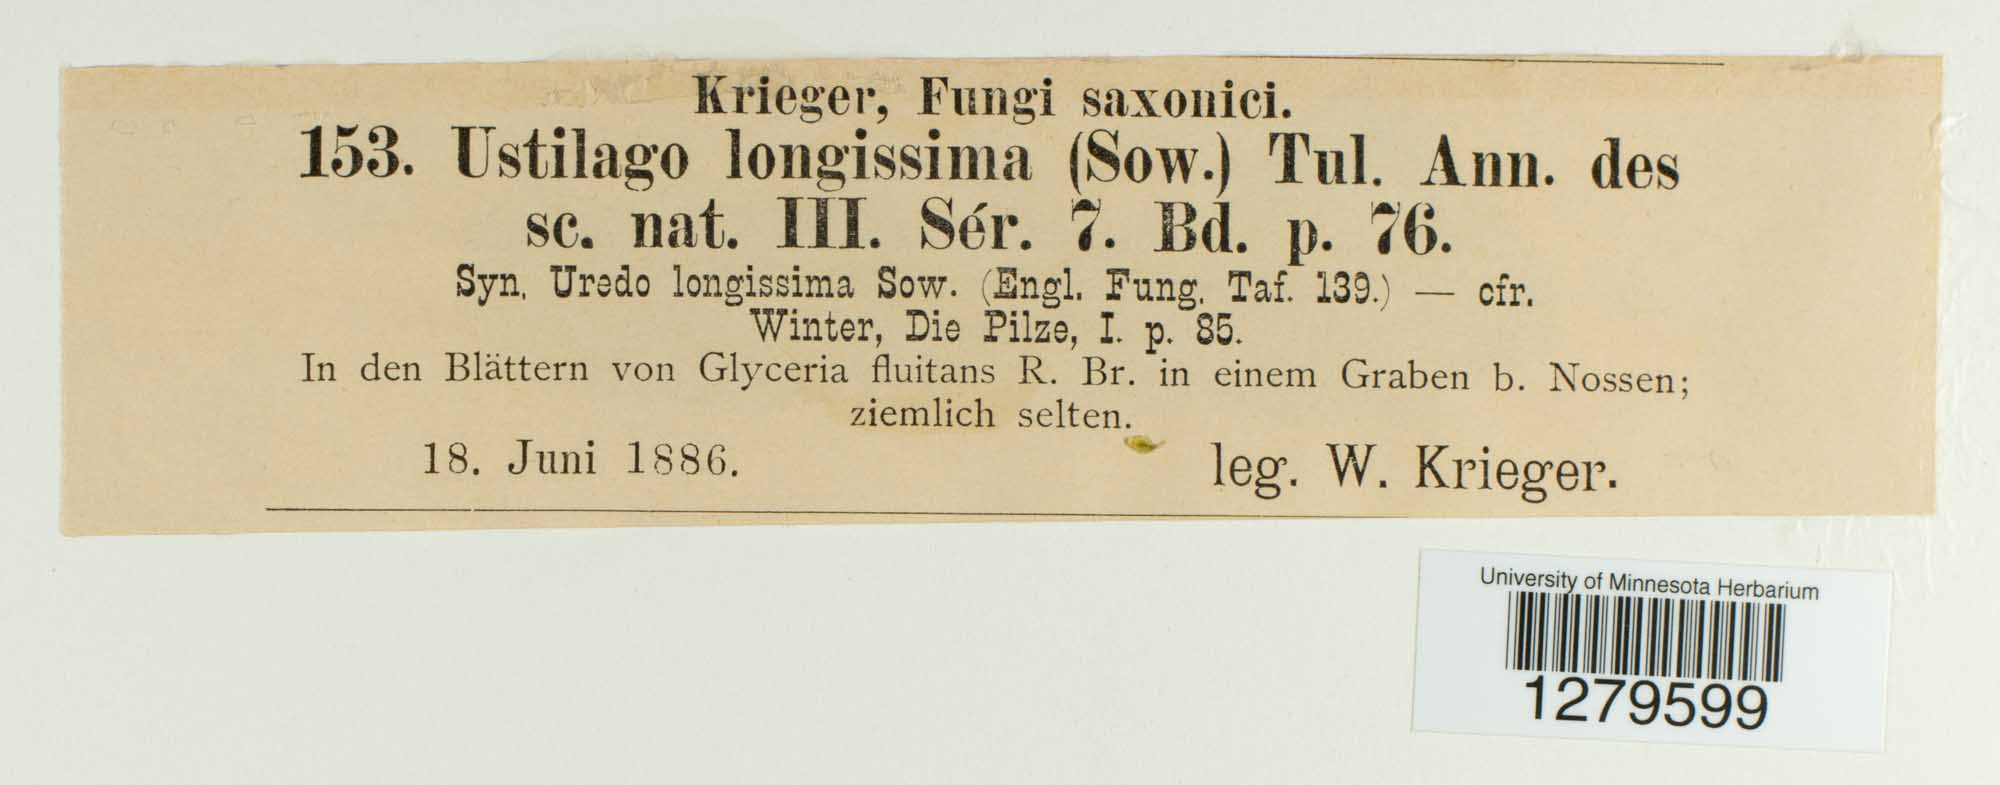 Krieger, Fungi saxonici.
153. Ustilago longissima (Sow.) Tul. Ann. des
sc. nat. III. Sér. 7. Bd. p. 76.
Syn. Uredo longissima Sow. (Engl. Fung. Taf. 139.) — cfr.
Winter, Die Pilze, I. p. 85.
In den Blättern von Glyceria fluitans R. Br. in einem Graben b. Nossen;
ziemlich selten.
18. Juni 1886. leg. W. Krieger.
University of Minnesota Herbarium
1279599